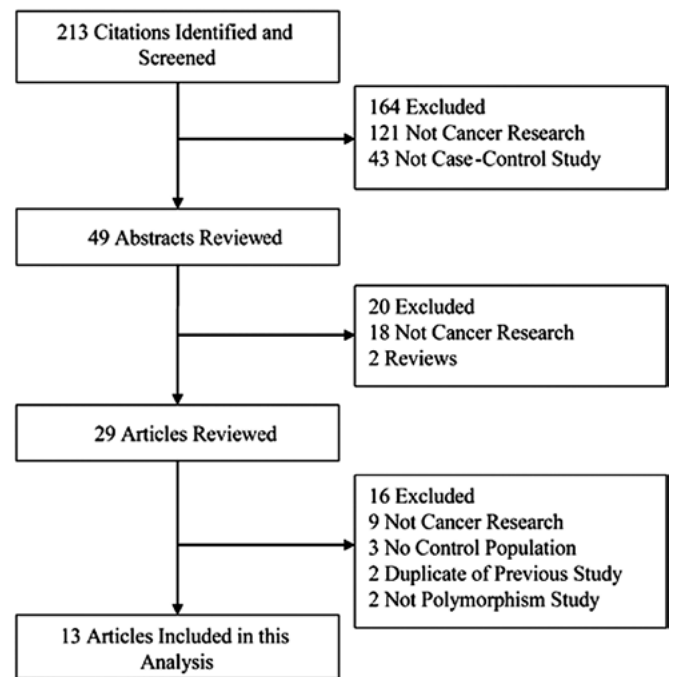 213 Citations Identified and
Screened
164 Excluded
121 Not Cancer Research
43 Not Case-Control Study
49 Abstracts Reviewed
20 Excluded
18 Not Cancer Research
2 Reviews
29 Articles Reviewed
16 Excluded
9 Not Cancer Research
3 No Control Population
2 Duplicate of Previous Study
2 Not Polymorphism Study
13 Articles Included in this
Analysis